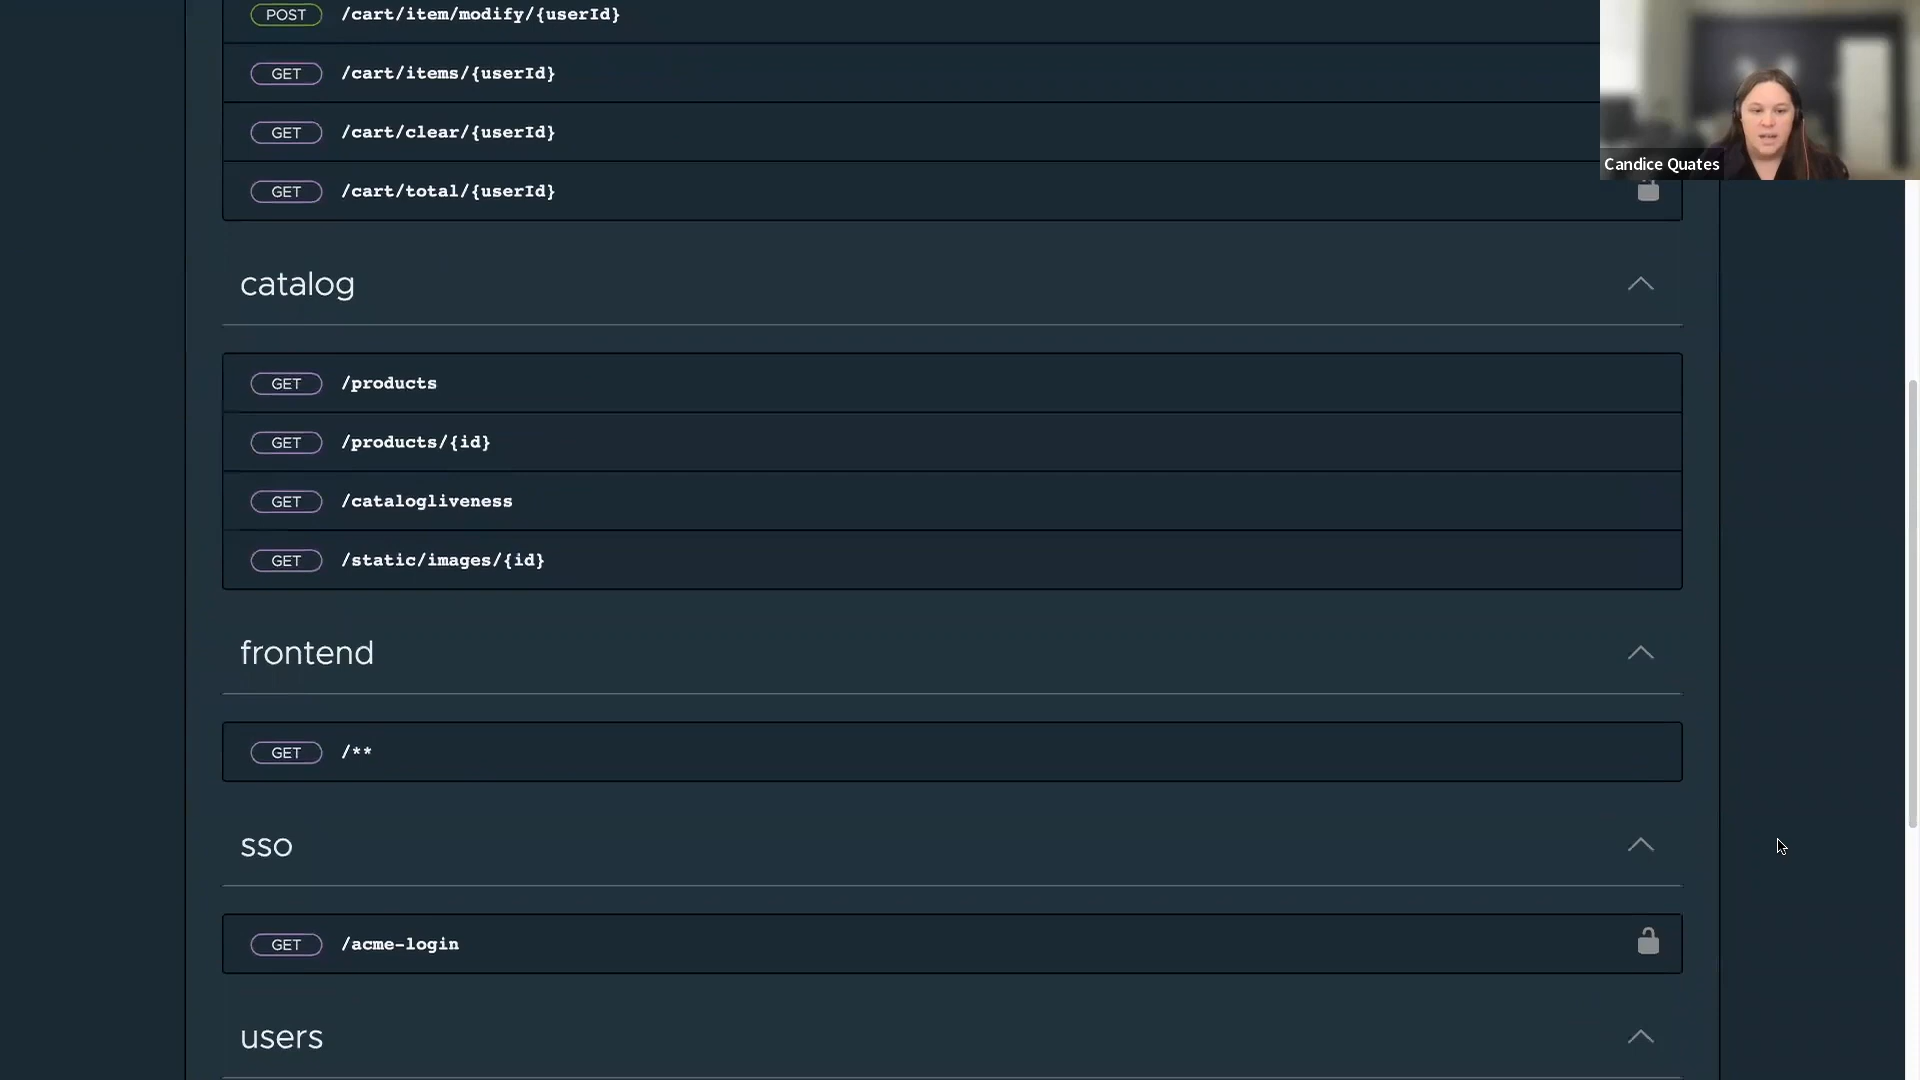 POST /cart/item/modify/{userId}
GET /cart/items/{userId}
GET /cart/clear/{userId}
GET /cart/total/{userId}
Candice Quates
catalog
GET /products
GET /products/{id}
GET /catalogliveness
GET /static/images/{id}
frontend
GET /**
sso
GET /acme-login
users